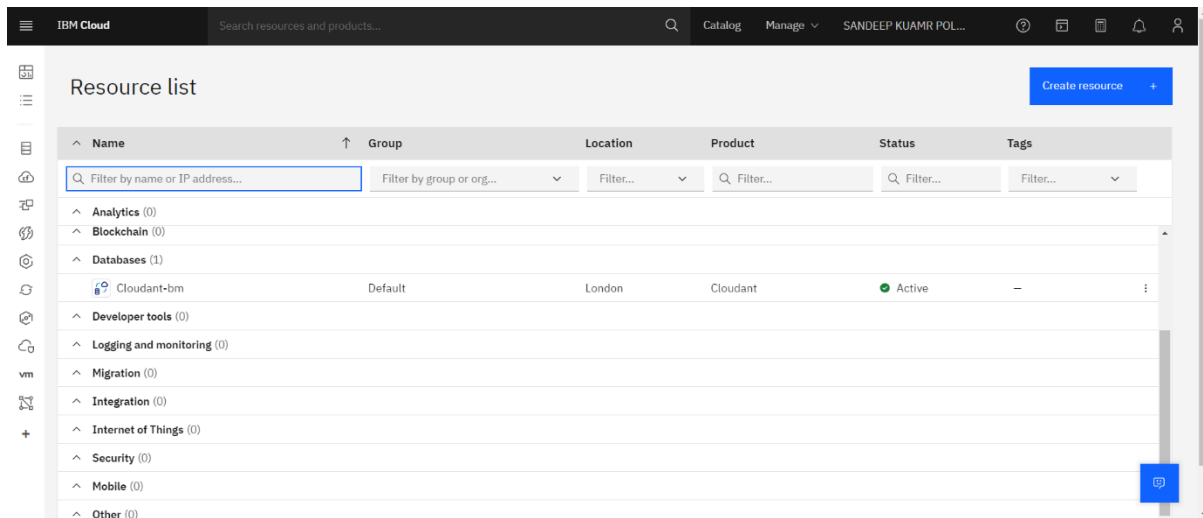 IBM Cloud Search resources and products... Catalog Manage SANDEEP KUAMR POL...
Resource list
Create resource +
Name Group Location Product Status Tags
Filter by name or IP address... Filter by group or org... Filter... Filter... Filter... Filter...
Analytics (0)
Blockchain (0)
Databases (1)
Cloudant-bm Default London Cloudant Active –
Developer tools (0)
Logging and monitoring (0)
Migration (0)
vm
Integration (0)
Internet of Things (0)
Security (0)
Mobile (0)
Other (0)